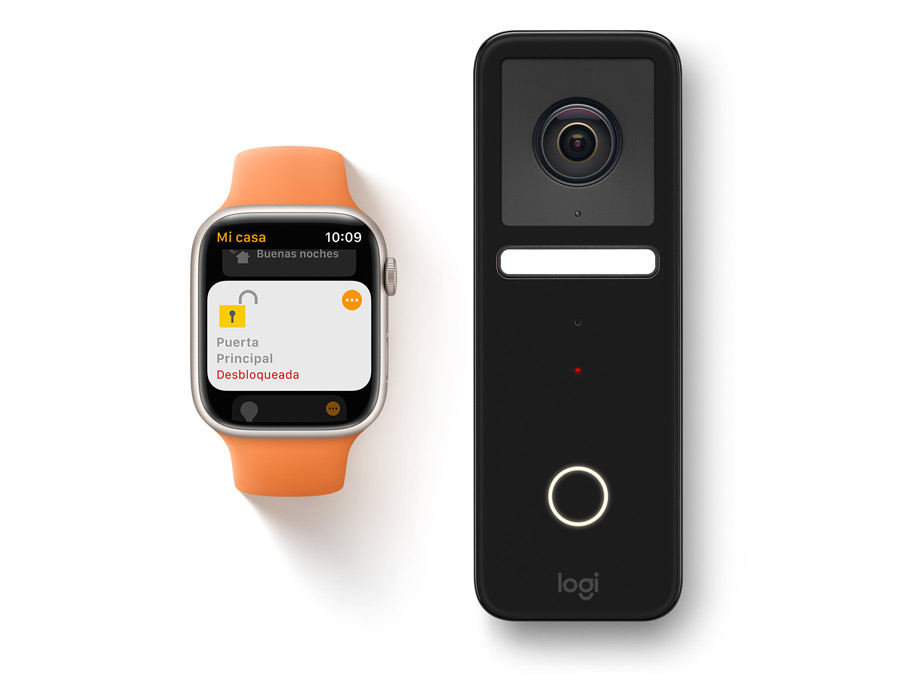 Mi casa 10:09
Buenas noches
Puerta
Principal
Desbloqueada
logi